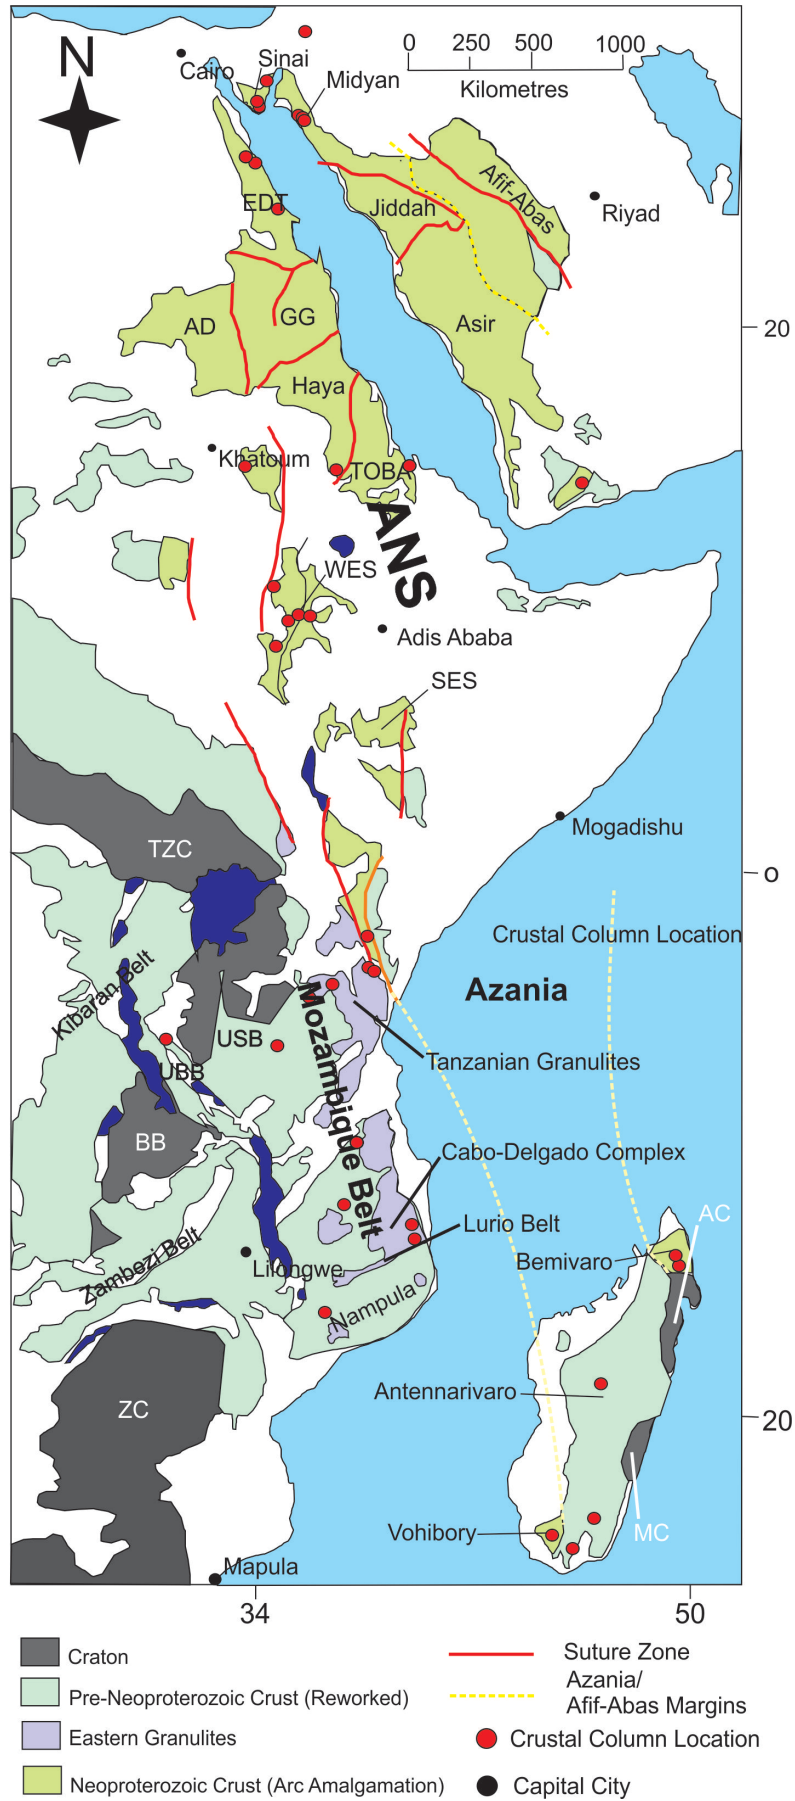 N
Cairo
Sinai
Midyan
0 250 500 1000
Kilometres
Afif-Abas
Riyad
EDT
Jiddah
AD
GG
Asir
20
Haya
Khatoum
TOBA
ANS
WES
Adis Ababa
SES
Mogadishu
TZC
O
Crustal Column Location
Kibaran Belt
Azania
USB
Mozambique Belt
Tanzanian Granulites
UBB
BB
Cabo-Delgado Complex
AC
Lurio Belt
Zambezi Belt
Bemivaro
Lilongwe
Nampula
Antennarivaro
ZC
20
Vohibory
MC
Mapula
34
50
Craton
Pre-Neoproterozoic Crust (Reworked)
Eastern Granulites
Neoproterozoic Crust (Arc Amalgamation)
Suture Zone
Azania/
Afif-Abas Margins
Crustal Column Location
Capital City